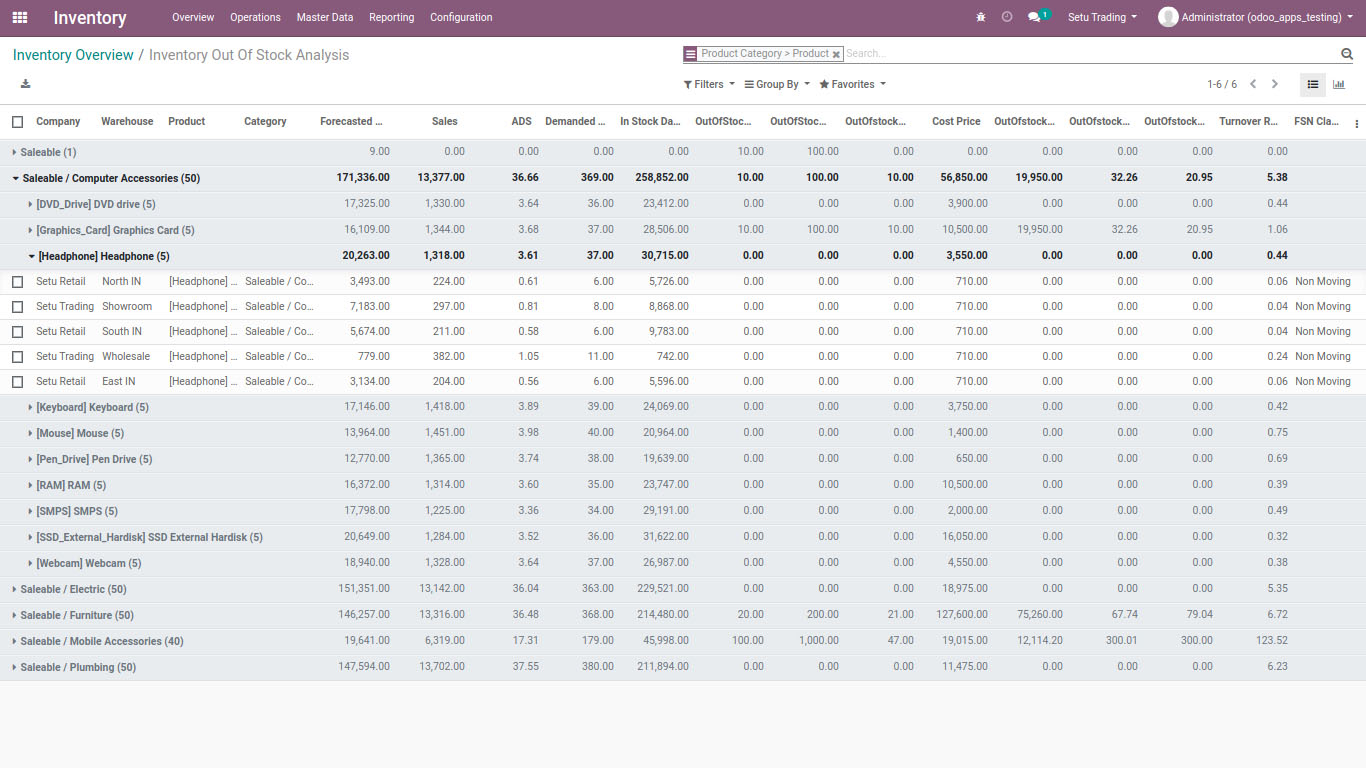 Inventory Overview Operations Master Data Reporting Configuration 1 Setu Trading Administrator (odoo_apps_testing)
Inventory Overview / Inventory Out Of Stock Analysis Product Category > Product Search...
Filters Group By Favorites 1-6 / 6
Company Warehouse Product Category Forecasted ... Sales ADS Demanded ... In Stock Da... OutOfStoc... OutOfStoc... OutOfstock... Cost Price OutOfstock... OutOfstock... OutOfstock... Turnover R... FSN Cla...
Saleable (1) 9.00 0.00 0.00 0.00 0.00 10.00 100.00 0.00 0.00 0.00 0.00 0.00 0.00
Saleable / Computer Accessories (50) 171,336.00 13,377.00 36.66 369.00 258,852.00 10.00 100.00 10.00 56,850.00 19,950.00 32.26 20.95 5.38
[DVD_Drive] DVD drive (5) 17,325.00 1,330.00 3.64 36.00 23,412.00 0.00 0.00 0.00 3,900.00 0.00 0.00 0.00 0.44
[Graphics_Card] Graphics Card (5) 16,109.00 1,344.00 3.68 37.00 28,506.00 10.00 100.00 10.00 10,500.00 19,950.00 32.26 20.95 1.06
[Headphone] Headphone (5) 20,263.00 1,318.00 3.61 37.00 30,715.00 0.00 0.00 0.00 3,550.00 0.00 0.00 0.00 0.44
Setu Retail North IN [Headphone] ... Saleable / Co... 3,493.00 224.00 0.61 6.00 5,726.00 0.00 0.00 0.00 710.00 0.00 0.00 0.00 0.06 Non Moving
Setu Trading Showroom [Headphone] ... Saleable / Co... 7,183.00 297.00 0.81 8.00 8,868.00 0.00 0.00 0.00 710.00 0.00 0.00 0.00 0.04 Non Moving
Setu Retail South IN [Headphone] ... Saleable / Co... 5,674.00 211.00 0.58 6.00 9,783.00 0.00 0.00 0.00 710.00 0.00 0.00 0.00 0.04 Non Moving
Setu Trading Wholesale [Headphone] ... Saleable / Co... 779.00 382.00 1.05 11.00 742.00 0.00 0.00 0.00 710.00 0.00 0.00 0.00 0.24 Non Moving
Setu Retail East IN [Headphone] ... Saleable / Co... 3,134.00 204.00 0.56 6.00 5,596.00 0.00 0.00 0.00 710.00 0.00 0.00 0.00 0.06 Non Moving
[Keyboard] Keyboard (5) 17,146.00 1,418.00 3.89 39.00 24,069.00 0.00 0.00 0.00 3,750.00 0.00 0.00 0.00 0.42
[Mouse] Mouse (5) 13,964.00 1,451.00 3.98 40.00 20,964.00 0.00 0.00 0.00 1,400.00 0.00 0.00 0.00 0.75
[Pen_Drive] Pen Drive (5) 12,770.00 1,365.00 3.74 38.00 19,639.00 0.00 0.00 0.00 650.00 0.00 0.00 0.00 0.69
[RAM] RAM (5) 16,372.00 1,314.00 3.60 35.00 23,747.00 0.00 0.00 0.00 10,500.00 0.00 0.00 0.00 0.39
[SMPS] SMPS (5) 17,798.00 1,225.00 3.36 34.00 29,191.00 0.00 0.00 0.00 2,000.00 0.00 0.00 0.00 0.49
[SSD_External_Hardisk] SSD External Hardisk (5) 20,649.00 1,284.00 3.52 36.00 31,622.00 0.00 0.00 0.00 16,050.00 0.00 0.00 0.00 0.32
[Webcam] Webcam (5) 18,940.00 1,328.00 3.64 37.00 26,987.00 0.00 0.00 0.00 4,550.00 0.00 0.00 0.00 0.38
Saleable / Electric (50) 151,351.00 13,142.00 36.04 363.00 229,521.00 0.00 0.00 0.00 18,975.00 0.00 0.00 0.00 5.35
Saleable / Furniture (50) 146,257.00 13,316.00 36.48 368.00 214,480.00 20.00 200.00 21.00 127,600.00 75,260.00 67.74 79.04 6.72
Saleable / Mobile Accessories (40) 19,641.00 6,319.00 17.31 179.00 45,998.00 100.00 1,000.00 47.00 19,015.00 12,114.20 300.01 300.00 123.52
Saleable / Plumbing (50) 147,594.00 13,702.00 37.55 380.00 211,894.00 0.00 0.00 0.00 11,475.00 0.00 0.00 0.00 6.23